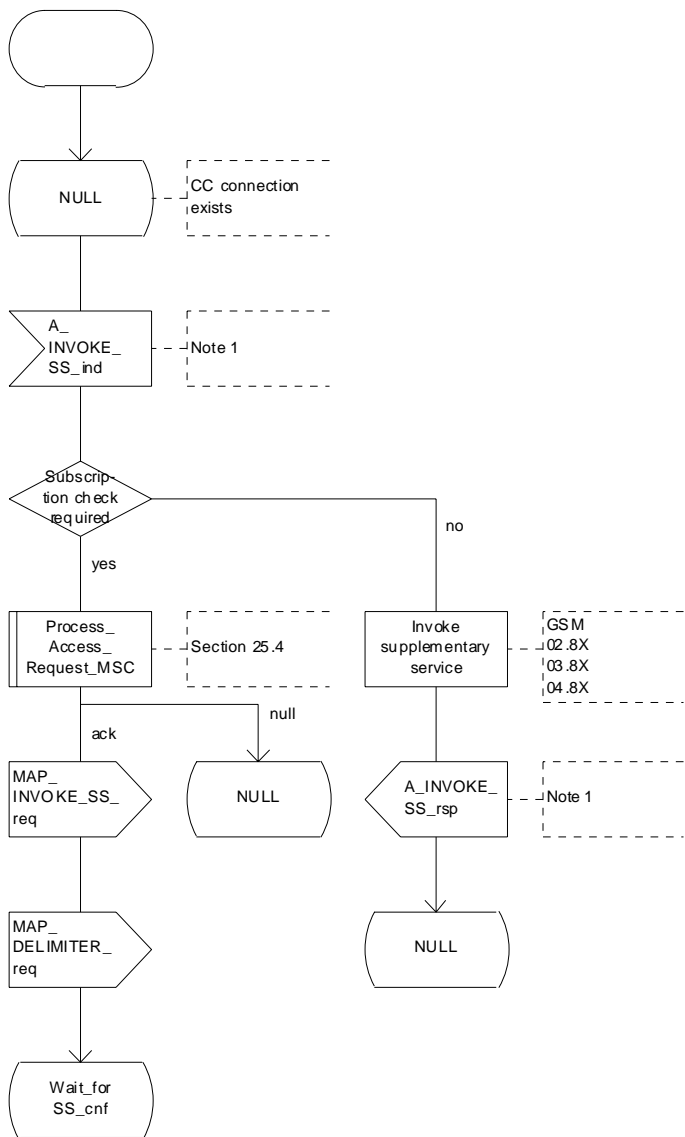 NULL
CC connection
exists
A_
INVOKE_
SS_ind
Note 1
Subscrip-
tion check
required
no
yes
Process_
Access_
Request_MSC
Section 25.4
Invoke
supplementary
service
GSM
02.8X
03.8X
04.8X
null
ack
MAP_
INVOKE_SS_
req
NULL
A_INVOKE_
SS_rsp
Note 1
MAP_
DELIMITER_
req
NULL
Wait_for
SS_cnf